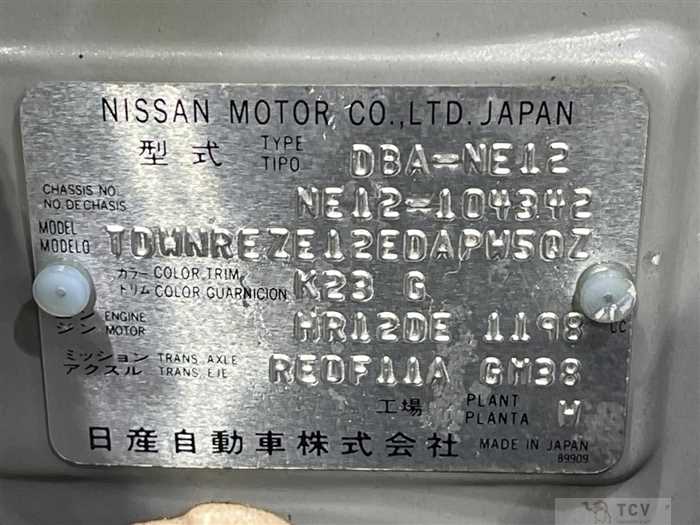 NISSAN MOTOR CO.,LTD. JAPAN
型式 TYPE TIPO DBA-NE12
CHASSIS NO. NO. DE CHASIS NE12-104342
MODEL MODELO TDWNREZE12EDAPW5QZ
カラー COLOR, TRIM, トリム COLOR GUARNICION K23 G
ENGINE ジン MOTOR HR12DE 1198 CC
ミッション TRANS. AXLE アクスル TRANS. EJE RE0F11A GM38
工場 PLANT PLANTA W
日産自動車株式会社 MADE IN JAPAN
89909
TCV